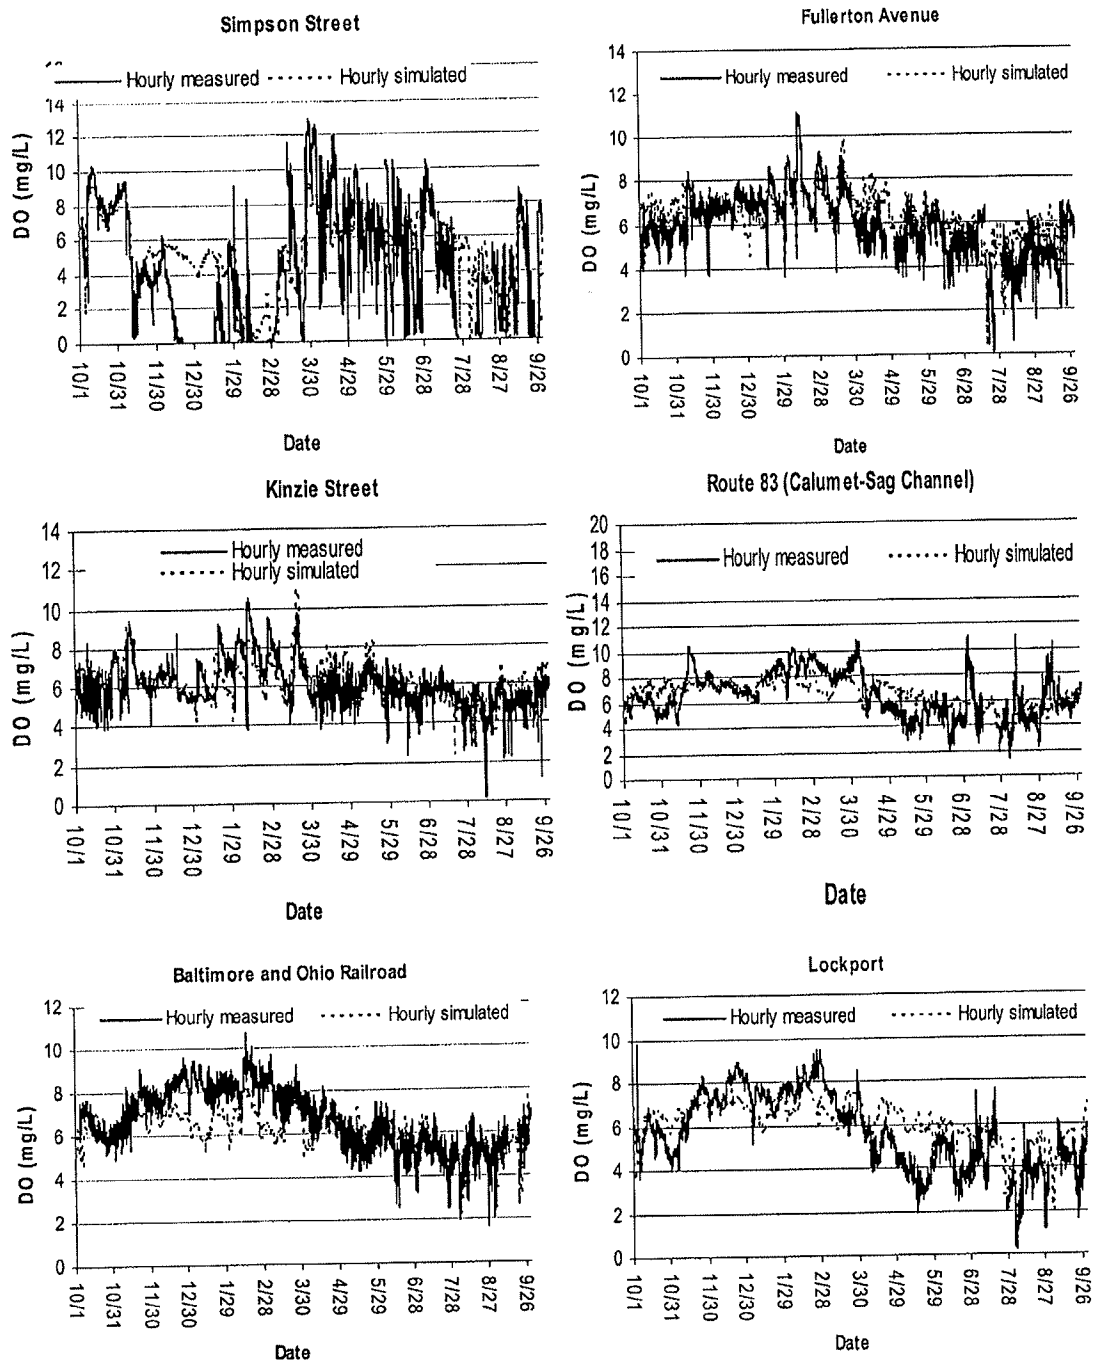 Simpson Street
Hourly measured Hourly simulated
14
12
10
8
6
4
2
0
DO (mg/L)
10/1 10/31 11/30 12/30 1/29 2/28 3/30 4/29 5/29 6/28 7/28 8/27 9/26
Date
Fullerton Avenue
14
Hourly measured Hourly simulated
12
10
8
6
4
2
0
DO (mg/L)
10/1 10/31 11/30 12/30 1/29 2/28 3/30 4/29 5/29 6/28 7/28 8/27 9/26
Date
Kinzie Street
14
Hourly measured
Hourly simulated
12
10
8
6
4
2
0
DO (mg/L)
10/1 10/31 11/30 12/30 1/29 2/28 3/30 4/29 5/29 6/28 7/28 8/27 9/26
Date
Route 83 (Calumet-Sag Channel)
20
18
Hourly measured Hourly simulated
16
14
12
10
8
6
4
2
0
DO (mg/L)
10/1 10/31 11/30 12/30 1/29 2/28 3/30 4/29 5/29 6/28 7/28 8/27 9/26
Date
Baltimore and Ohio Railroad
12
Hourly measured Hourly simulated
10
8
6
4
2
0
DO (mg/L)
10/1 10/31 11/30 12/30 1/29 2/28 3/30 4/29 5/29 6/28 7/28 8/27 9/26
Date
Lockport
12
Hourly measured Hourly simulated
10
8
6
4
2
0
DO (mg/L)
10/1 10/31 11/30 12/30 1/29 2/28 3/30 4/29 5/29 6/28 7/28 8/27 9/26
Date